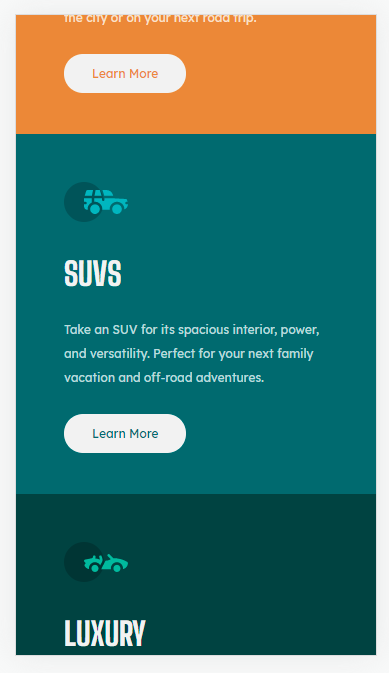 the city or on your next road trip.
Learn More
SUVS
Take an SUV for its spacious interior, power,
and versatility. Perfect for your next family
vacation and off-road adventures.
Learn More
LUXURY